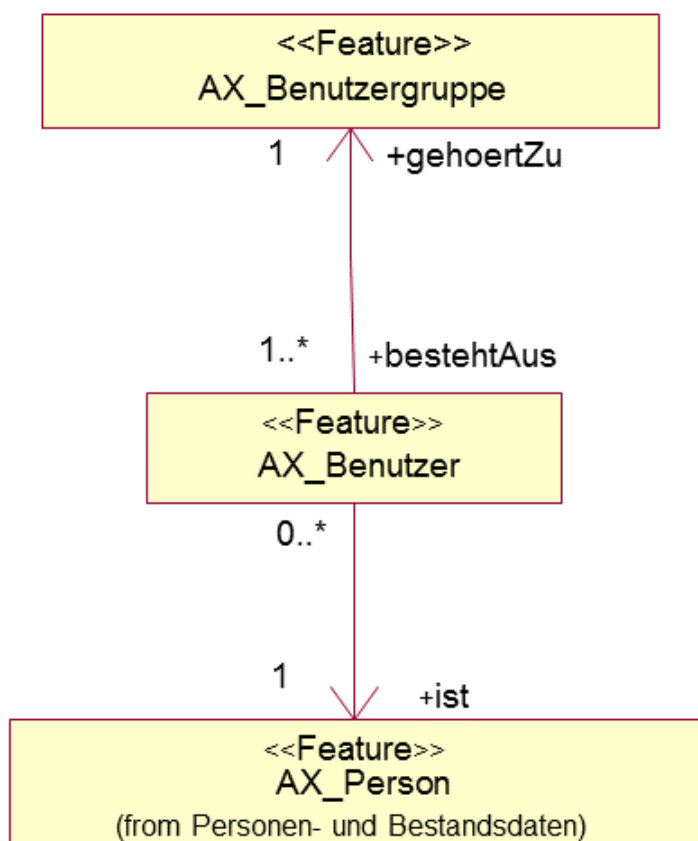 <<Feature>>
AX_Benutzergruppe
1 +gehoertZu
1..* +bestehtAus
<<Feature>>
AX_Benutzer
0..*
1 +ist
<<Feature>>
AX_Person
(from Personen- und Bestandsdaten)